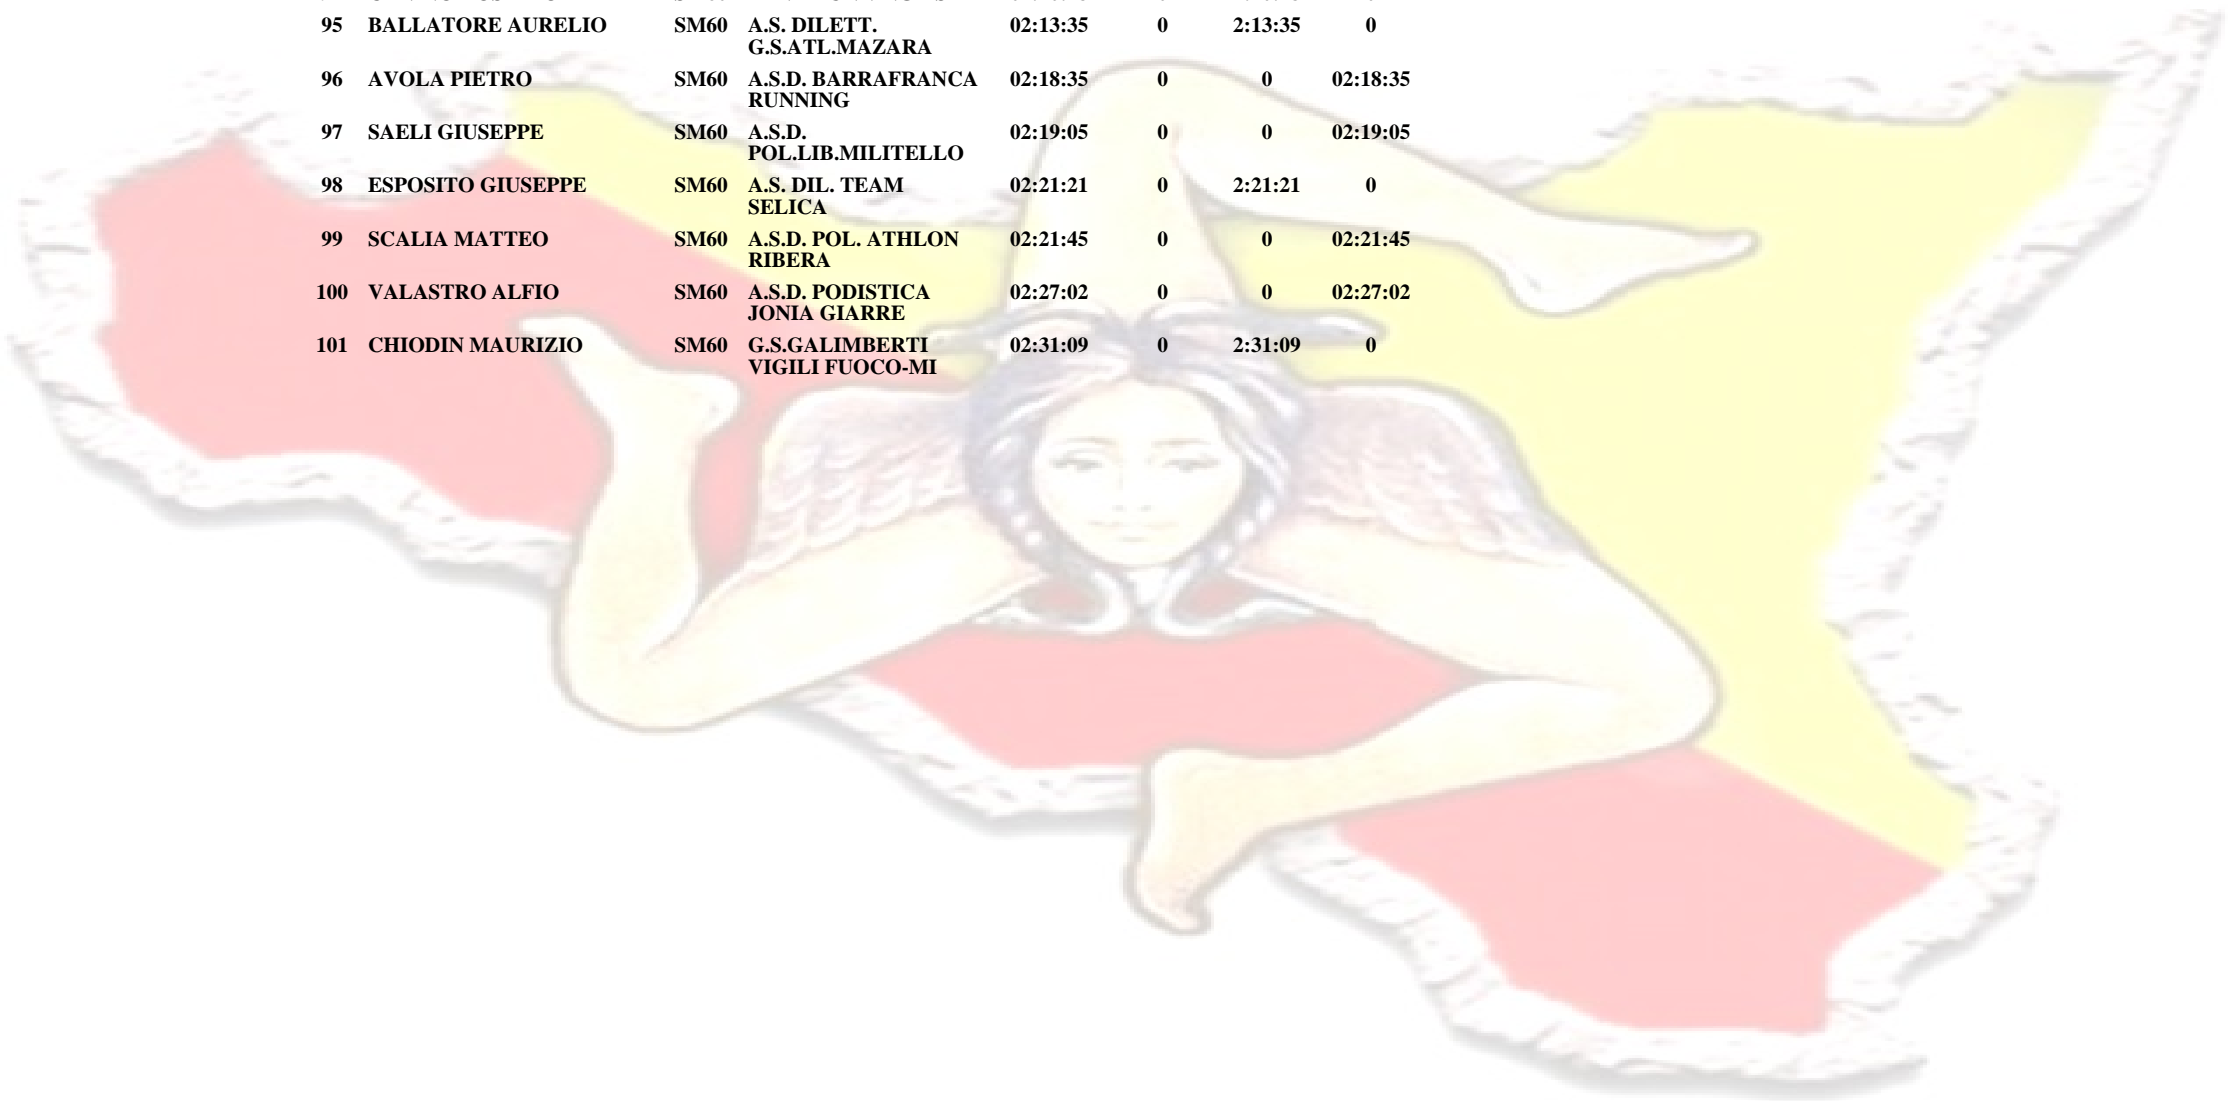 95 BALLATORE AURELIO SM60 A.S. DILETT. 02:13:35 0 2:13:35 0
G.S.ATL.MAZARA
96 AVOLA PIETRO SM60 A.S.D. BARRAFRANCA 02:18:35 0 0 02:18:35
RUNNING
97 SAELI GIUSEPPE SM60 A.S.D. 02:19:05 0 0 02:19:05
POL.LIB.MILITELLO
98 ESPOSITO GIUSEPPE SM60 A.S. DIL. TEAM 02:21:21 0 2:21:21 0
SELICA
99 SCALIA MATTEO SM60 A.S.D. POL. ATHLON 02:21:45 0 0 02:21:45
RIBERA
100 VALASTRO ALFIO SM60 A.S.D. PODISTICA 02:27:02 0 0 02:27:02
JONIA GIARRE
101 CHIODIN MAURIZIO SM60 G.S.GALIMBERTI 02:31:09 0 2:31:09 0
VIGILI FUOCO-MI